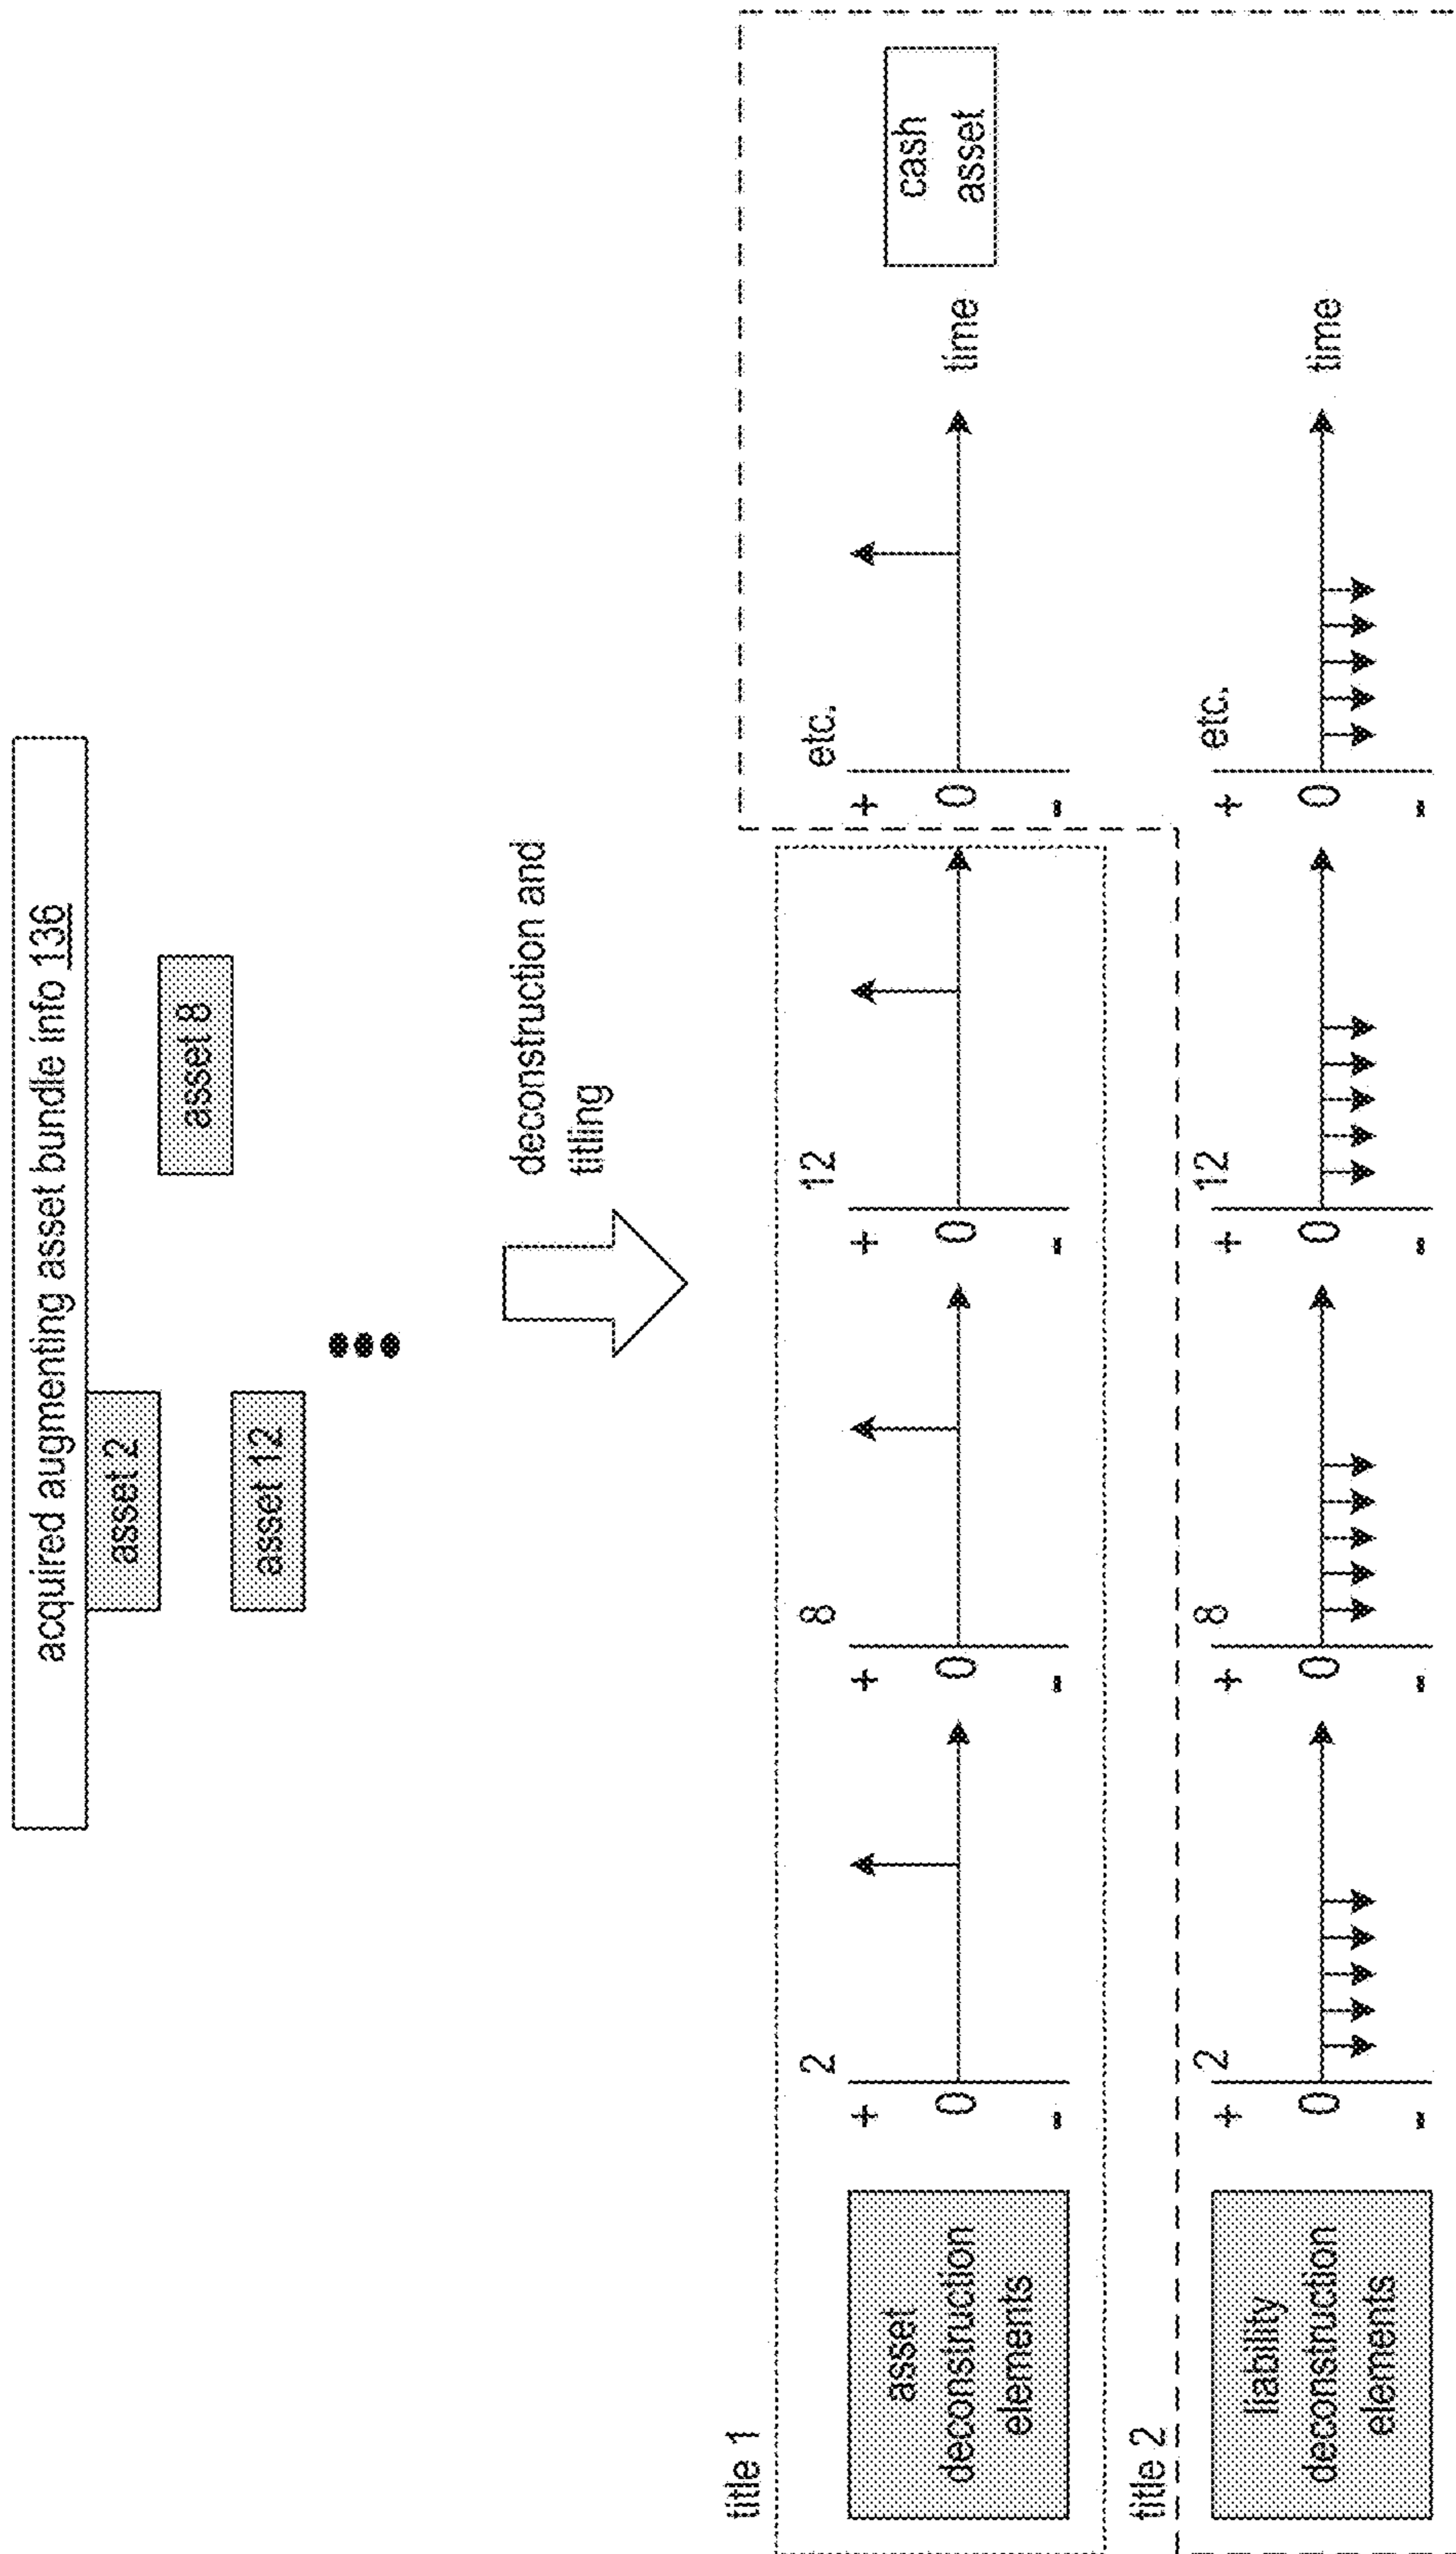 acquired augmenting asset bundle info 136
asset 2
asset 8
asset 12
deconstruction and
titling
title 1
asset
deconstruction
elements
2
+
0
-
8
+
0
-
12
+
0
-
etc.
+
0
-
time
cash
asset
title 2
liability
deconstruction
elements
2
+
0
-
8
+
0
-
12
+
0
-
etc.
+
0
-
time